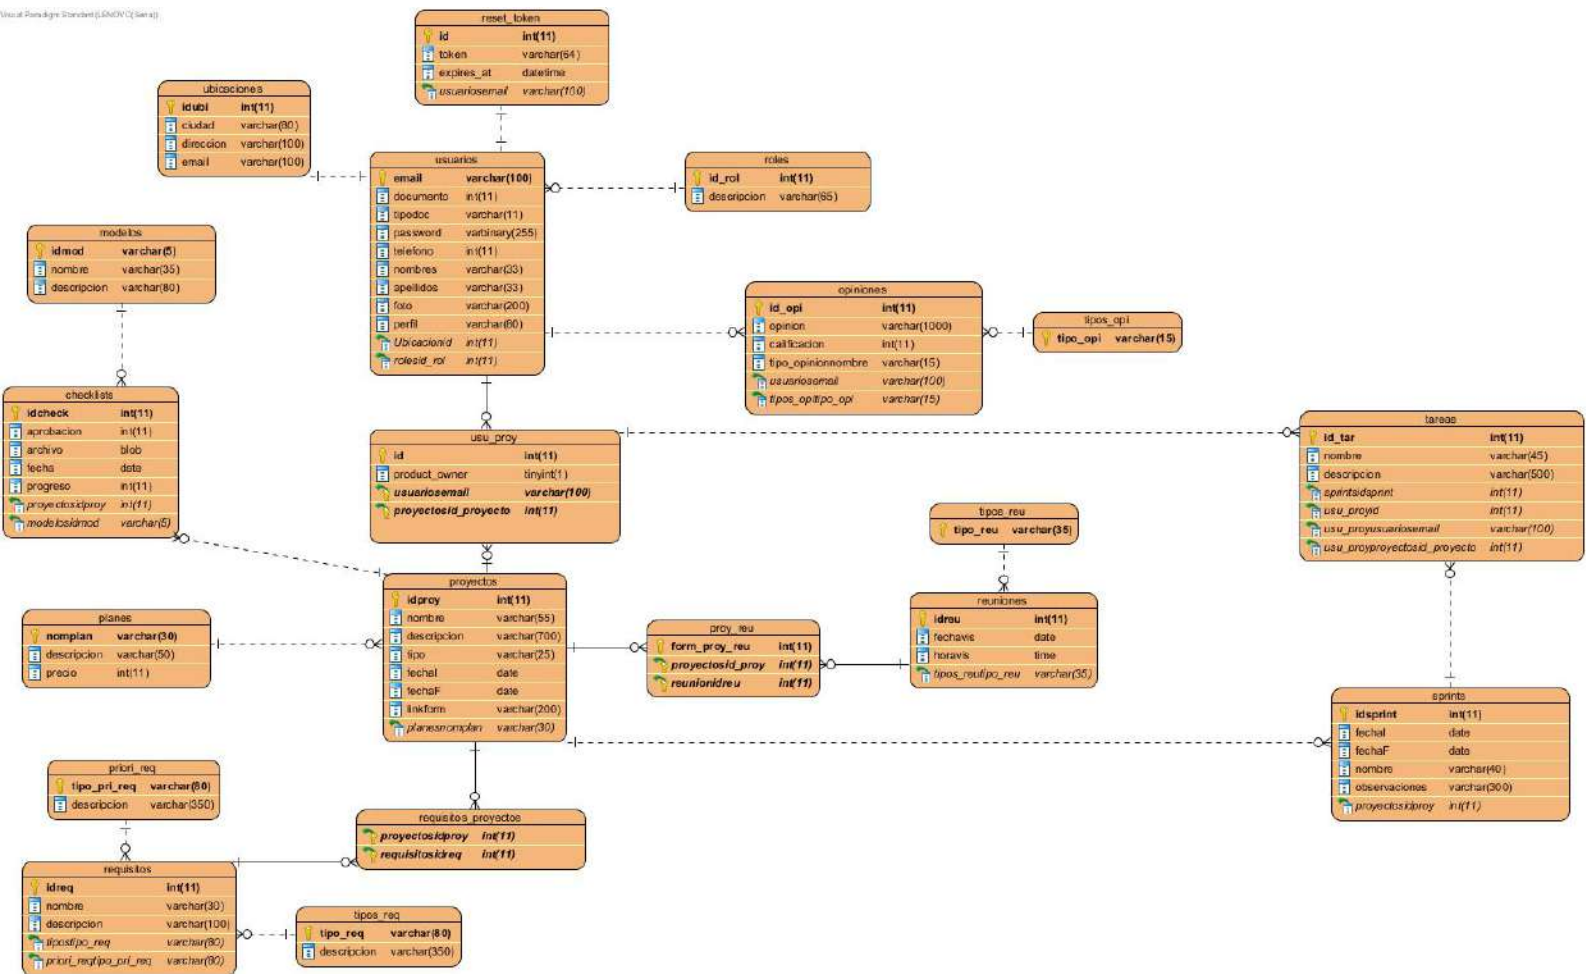 Visual Paradigm Standard(LENOVO(Sena))
reset_token
id int(11)
token varchar(64)
expires_at datetime
usuariosemail varchar(100)
ubicaciones
idubi int(11)
ciudad varchar(80)
direccion varchar(100)
email varchar(100)
usuarios
email varchar(100)
documento int(11)
tipodoc varchar(11)
password varbinary(255)
telefono int(11)
nombres varchar(33)
apellidos varchar(33)
foto varchar(200)
perfil varchar(80)
Ubicacionid int(11)
rolesid_rol int(11)
roles
id_rol int(11)
descripcion varchar(65)
modelos
idmod varchar(5)
nombre varchar(35)
descripcion varchar(80)
opiniones
id_opi int(11)
opinion varchar(1000)
calificacion int(11)
tipo_opinionnombre varchar(15)
usuariosemail varchar(100)
tipos_opitipo_opi varchar(15)
tipos_opi
tipo_opi varchar(15)
checklists
idcheck int(11)
aprobacion int(11)
archivo blob
fecha date
progreso int(11)
proyectosidproy int(11)
modelosidmod varchar(5)
usu_proy
id int(11)
product_owner tinyint(1)
usuariosemail varchar(100)
proyectosid_proyecto int(11)
tareas
id_tar int(11)
nombre varchar(45)
descripcion varchar(500)
sprintsidsprint int(11)
usu_proyid int(11)
usu_proyusuariosemail varchar(100)
usu_proyproyectosid_proyecto int(11)
tipos_reu
tipo_reu varchar(35)
proyectos
idproy int(11)
nombre varchar(55)
descripcion varchar(700)
tipo varchar(25)
fechaI date
fechaF date
linkform varchar(200)
planesnomplan varchar(30)
planes
nomplan varchar(30)
descripcion varchar(50)
precio int(11)
proy_reu
form_proy_reu int(11)
proyectosid_proy int(11)
reunionidreu int(11)
reuniones
idreu int(11)
fechavis date
horavis time
tipos_reutipo_reu varchar(35)
sprints
idsprint int(11)
fechaI date
fechaF date
nombre varchar(40)
observaciones varchar(300)
proyectosidproy int(11)
priori_req
tipo_pri_req varchar(80)
descripcion varchar(350)
requisitos_proyectos
proyectosidproy int(11)
requisitosidreq int(11)
requisitos
idreq int(11)
nombre varchar(30)
descripcion varchar(100)
tipostipo_req varchar(80)
priori_reqtipo_pri_req varchar(80)
tipos_req
tipo_req varchar(80)
descripcion varchar(350)